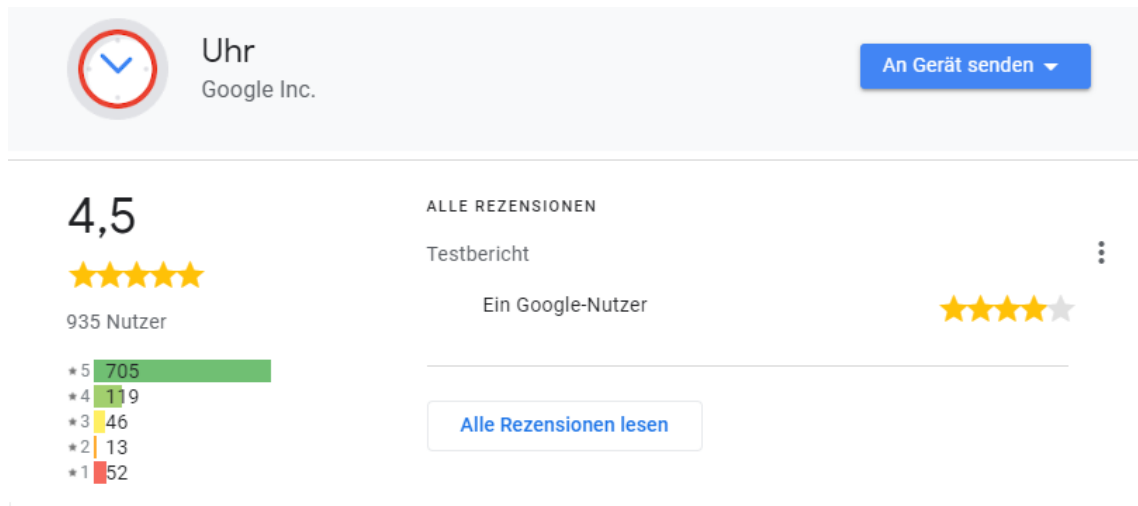 Uhr
Google Inc.
An Gerät senden
4,5
935 Nutzer
★ 5 705
★ 4 119
★ 3 46
★ 2 13
★ 1 52
ALLE REZENSIONEN
Testbericht
Ein Google-Nutzer
Alle Rezensionen lesen